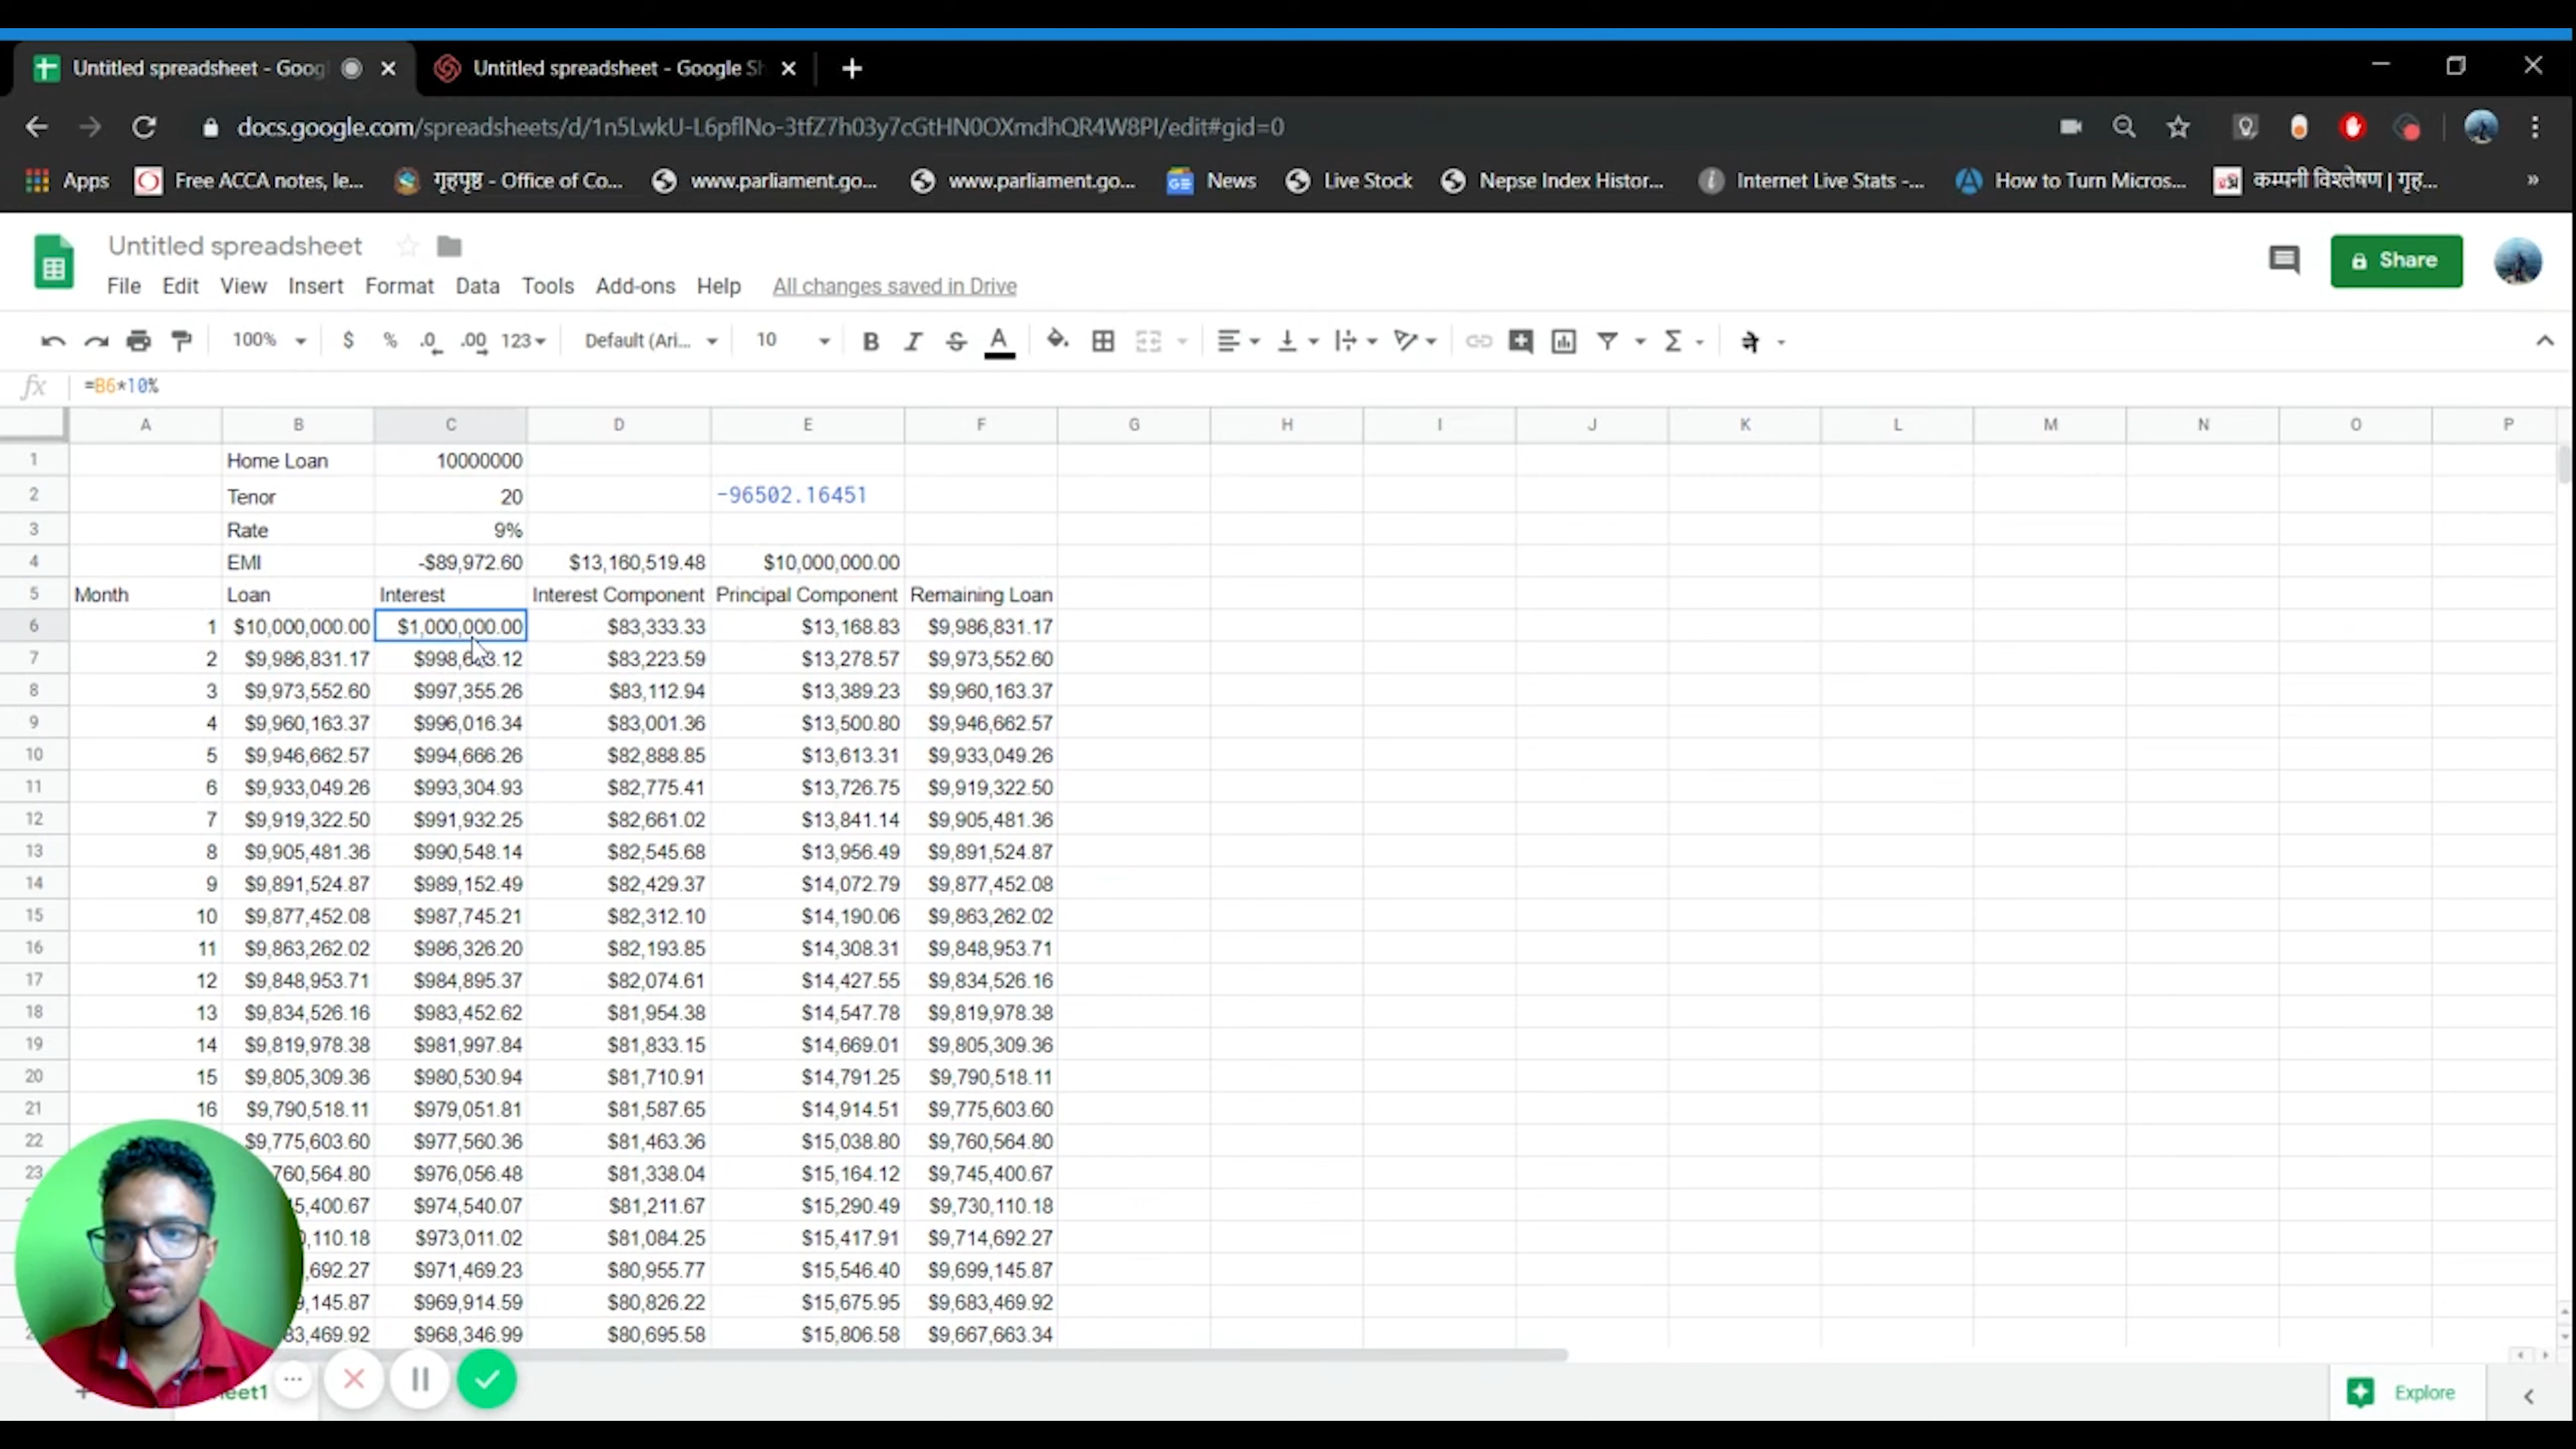 Untitled spreadsheet - Goog
Untitled spreadsheet - Google Sh
docs.google.com/spreadsheets/d/1n5LwkU-L6pflNo-3tfZ7h03y7cGtHN0OXmdhQR4W8PI/edit#gid=0
Apps Free ACCA notes, le... गृहपृष्ठ - Office of Co... www.parliament.go... www.parliament.go... News Live Stock Nepse Index Histor... Internet Live Stats -... How to Turn Micros... कम्पनी विश्लेषण | गृह... »
Untitled spreadsheet
File Edit View Insert Format Data Tools Add-ons Help All changes saved in Drive
Share
100% $ % .0 .00 123 Default (Ari... 10 B I S A Σ ने
fx =B6*10%
A B C D E F G H I J K L M N O P
1 Home Loan 10000000
2 Tenor 20 -96502.16451
3 Rate 9%
4 EMI -$89,972.60 $13,160,519.48 $10,000,000.00
5 Month Loan Interest Interest Component Principal Component Remaining Loan
6 1 $10,000,000.00 $1,000,000.00 $83,333.33 $13,168.83 $9,986,831.17
7 2 $9,986,831.17 $83,223.59 $13,278.57 $9,973,552.60
8 3 $9,973,552.60 $997,355.26 $83,112.94 $13,389.23 $9,960,163.37
9 4 $9,960,163.37 $996,016.34 $83,001.36 $13,500.80 $9,946,662.57
10 5 $9,946,662.57 $994,666.26 $82,888.85 $13,613.31 $9,933,049.26
11 6 $9,933,049.26 $993,304.93 $82,775.41 $13,726.75 $9,919,322.50
12 7 $9,919,322.50 $991,932.25 $82,661.02 $13,841.14 $9,905,481.36
13 8 $9,905,481.36 $990,548.14 $82,545.68 $13,956.49 $9,891,524.87
14 9 $9,891,524.87 $989,152.49 $82,429.37 $14,072.79 $9,877,452.08
15 10 $9,877,452.08 $987,745.21 $82,312.10 $14,190.06 $9,863,262.02
16 11 $9,863,262.02 $986,326.20 $82,193.85 $14,308.31 $9,848,953.71
17 12 $9,848,953.71 $984,895.37 $82,074.61 $14,427.55 $9,834,526.16
18 13 $9,834,526.16 $983,452.62 $81,954.38 $14,547.78 $9,819,978.38
19 14 $9,819,978.38 $981,997.84 $81,833.15 $14,669.01 $9,805,309.36
20 15 $9,805,309.36 $980,530.94 $81,710.91 $14,791.25 $9,790,518.11
21 16 $9,790,518.11 $979,051.81 $81,587.65 $14,914.51 $9,775,603.60
22 $9,775,603.60 $977,560.36 $81,463.36 $15,038.80 $9,760,564.80
23 760,564.80 $976,056.48 $81,338.04 $15,164.12 $9,745,400.67
5,400.67 $974,540.07 $81,211.67 $15,290.49 $9,730,110.18
,110.18 $973,011.02 $81,084.25 $15,417.91 $9,714,692.27
,692.27 $971,469.23 $80,955.77 $15,546.40 $9,699,145.87
9,145.87 $969,914.59 $80,826.22 $15,675.95 $9,683,469.92
83,469.92 $968,346.99 $80,695.58 $15,806.58 $9,667,663.34
eet1
Explore